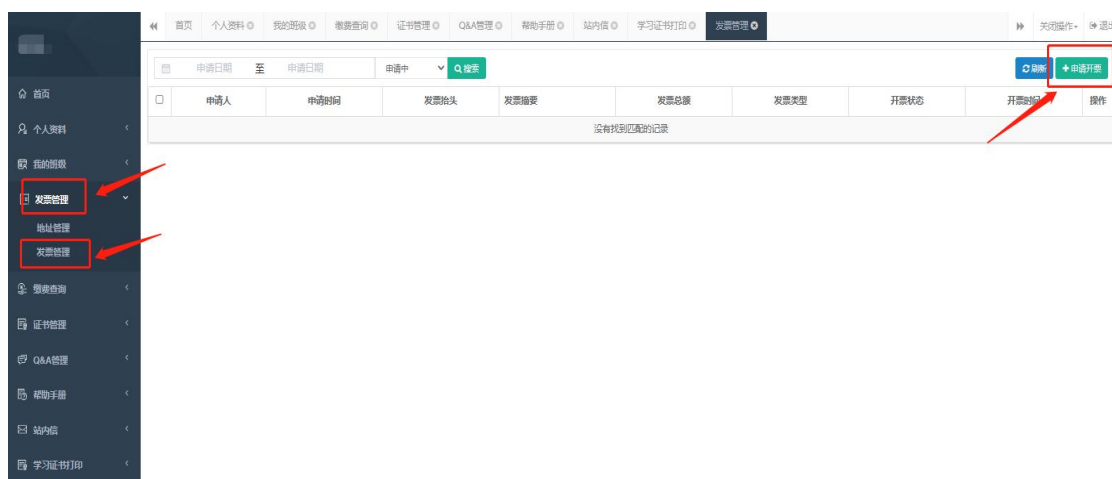 首页 个人资料 我的班级 缴费查询 证书管理 Q&A管理 帮助手册 站内信 学习证书打印 发票管理 关闭操作 退出
申请日期 至 申请日期 申请中 搜索 刷新 +申请开票
申请人 申请时间 发票抬头 发票摘要 发票总额 发票类型 开票状态 开票时间 操作
没有找到匹配的记录
首页
个人资料
我的班级
发票管理
地址管理
发票管理
缴费查询
证书管理
Q&A管理
帮助手册
站内信
学习证书打印